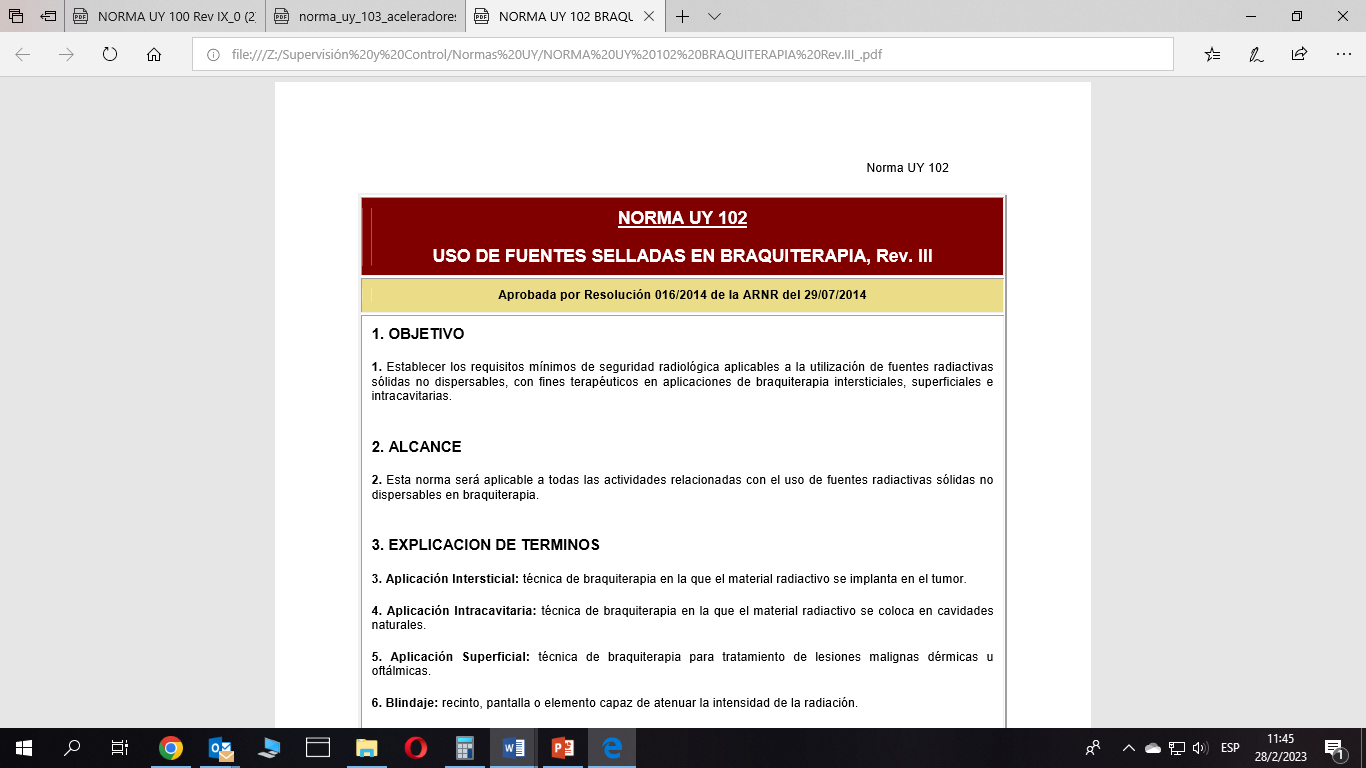 NORMA UY 100 Rev IX_0 (2)
norma_uy_103_aceleradores
NORMA UY 102 BRAQU
file:///Z:/Supervisión%20y%20Control/Normas%20UY/NORMA%20UY%20102%20BRAQUITERAPIA%20Rev.III_.pdf
Norma UY 102
NORMA UY 102
USO DE FUENTES SELLADAS EN BRAQUITERAPIA, Rev. III
Aprobada por Resolución 016/2014 de la ARNR del 29/07/2014
1. OBJETIVO
1. Establecer los requisitos mínimos de seguridad radiológica aplicables a la utilización de fuentes radiactivas
sólidas no dispersables, con fines terapéuticos en aplicaciones de braquiterapia intersticiales, superficiales e
intracavitarias.
2. ALCANCE
2. Esta norma será aplicable a todas las actividades relacionadas con el uso de fuentes radiactivas sólidas no
dispersables en braquiterapia.
3. EXPLICACION DE TERMINOS
3. Aplicación Intersticial: técnica de braquiterapia en la que el material radiactivo se implanta en el tumor.
4. Aplicación Intracavitaria: técnica de braquiterapia en la que el material radiactivo se coloca en cavidades
naturales.
5. Aplicación Superficial: técnica de braquiterapia para tratamiento de lesiones malignas dérmicas u
oftálmicas.
6. Blindaje: recinto, pantalla o elemento capaz de atenuar la intensidad de la radiación.
ESP
11:45
28/2/2023
1